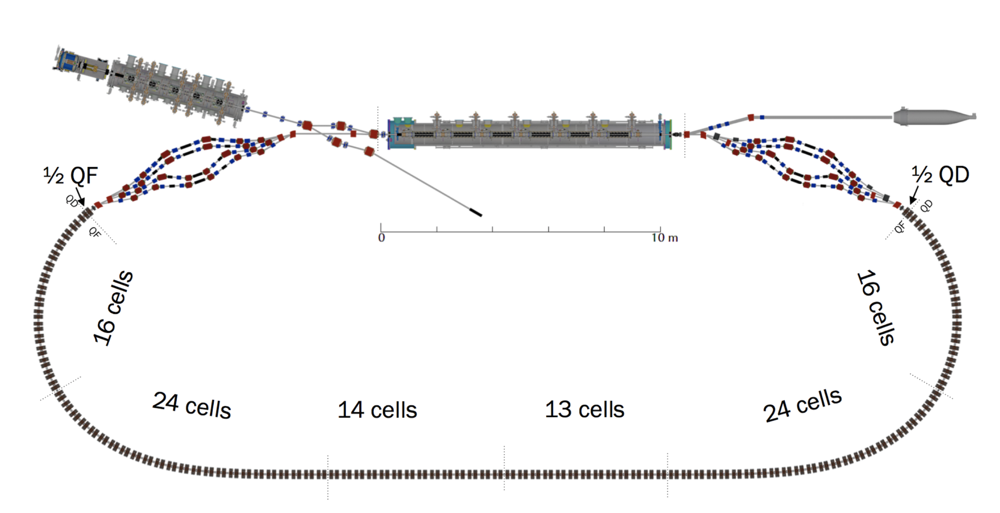 ½ QF
½ QD
QD
QD
QF
QF
0
10 m
16 cells
16 cells
24 cells
14 cells
13 cells
24 cells